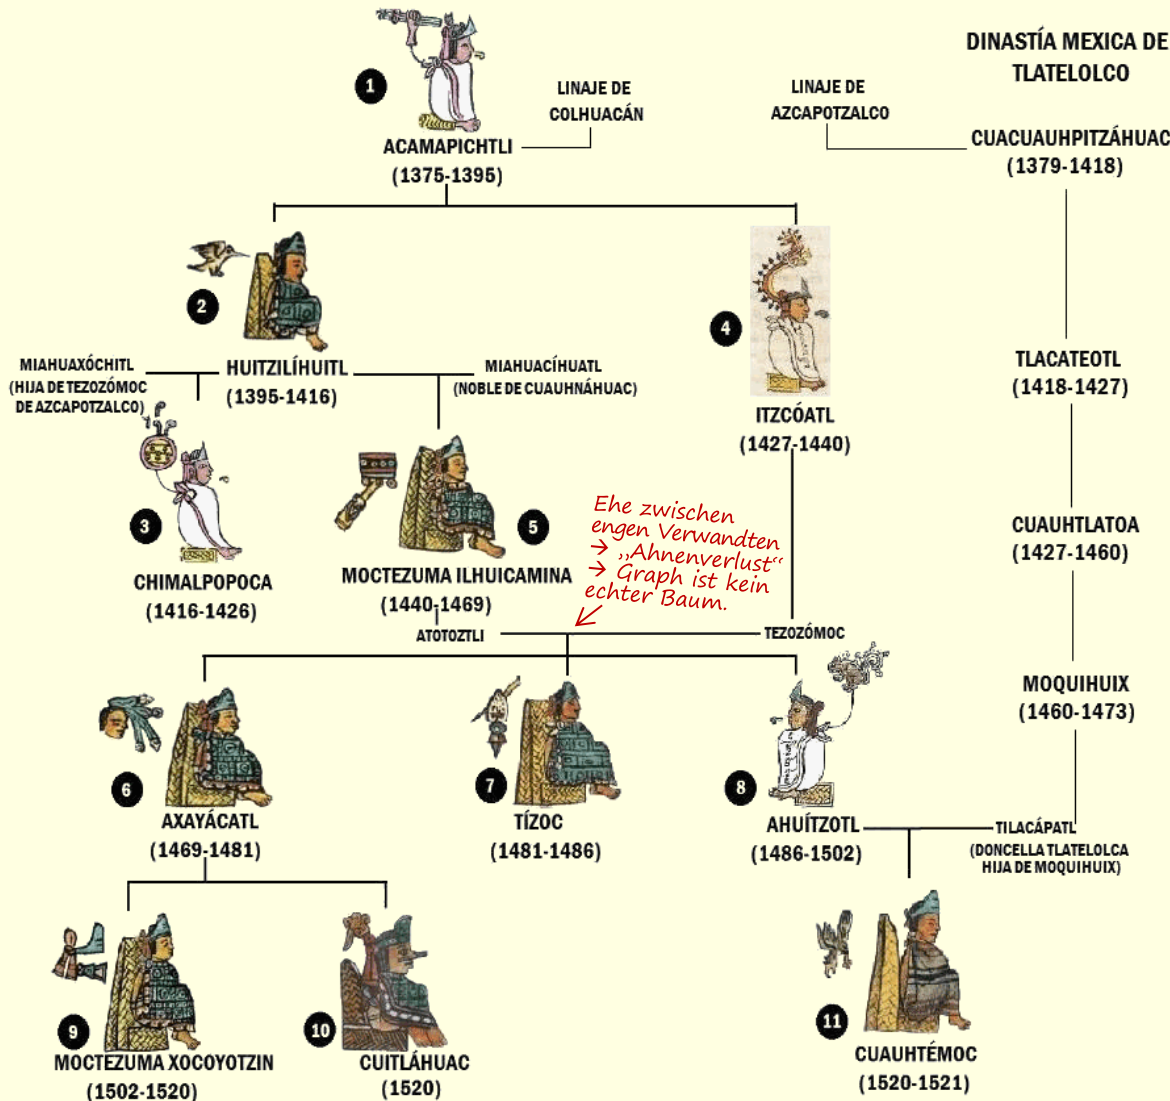 DINASTÍA MEXICA DE
TLATELOLCO
1
LINAJE DE
COLHUACÁN
LINAJE DE
AZCAPOTZALCO
ACAMAPICHTLI
(1375-1395)
CUACUAUHPITZÁHUAC
(1379-1418)
2
4
MIAHUAXÓCHITL
(HIJA DE TEZOZÓMOC
DE AZCAPOTZALCO)
HUITZILÍHUITL
(1395-1416)
MIAHUACÍHUATL
(NOBLE DE CUAUHNÁHUAC)
TLACATEOTL
(1418-1427)
ITZCÓATL
(1427-1440)
3
CHIMALPOPOCA
(1416-1426)
5
MOCTEZUMA ILHUICAMINA
(1440-1469)
Ehe zwischen
engen Verwandten
→ „Ahnenverlust“
→ Graph ist kein
echter Baum.
CUAUHTLATOA
(1427-1460)
ATOTOZTLI
TEZOZÓMOC
MOQUIHUIX
(1460-1473)
6
AXAYÁCATL
(1469-1481)
7
TÍZOC
(1481-1486)
8
AHUÍTZOTL
(1486-1502)
TILACÁPATL
(DONCELLA TLATELOLCA
HIJA DE MOQUIHUIX)
9
MOCTEZUMA XOCOYOTZIN
(1502-1520)
10
CUITLÁHUAC
(1520)
11
CUAUHTÉMOC
(1520-1521)